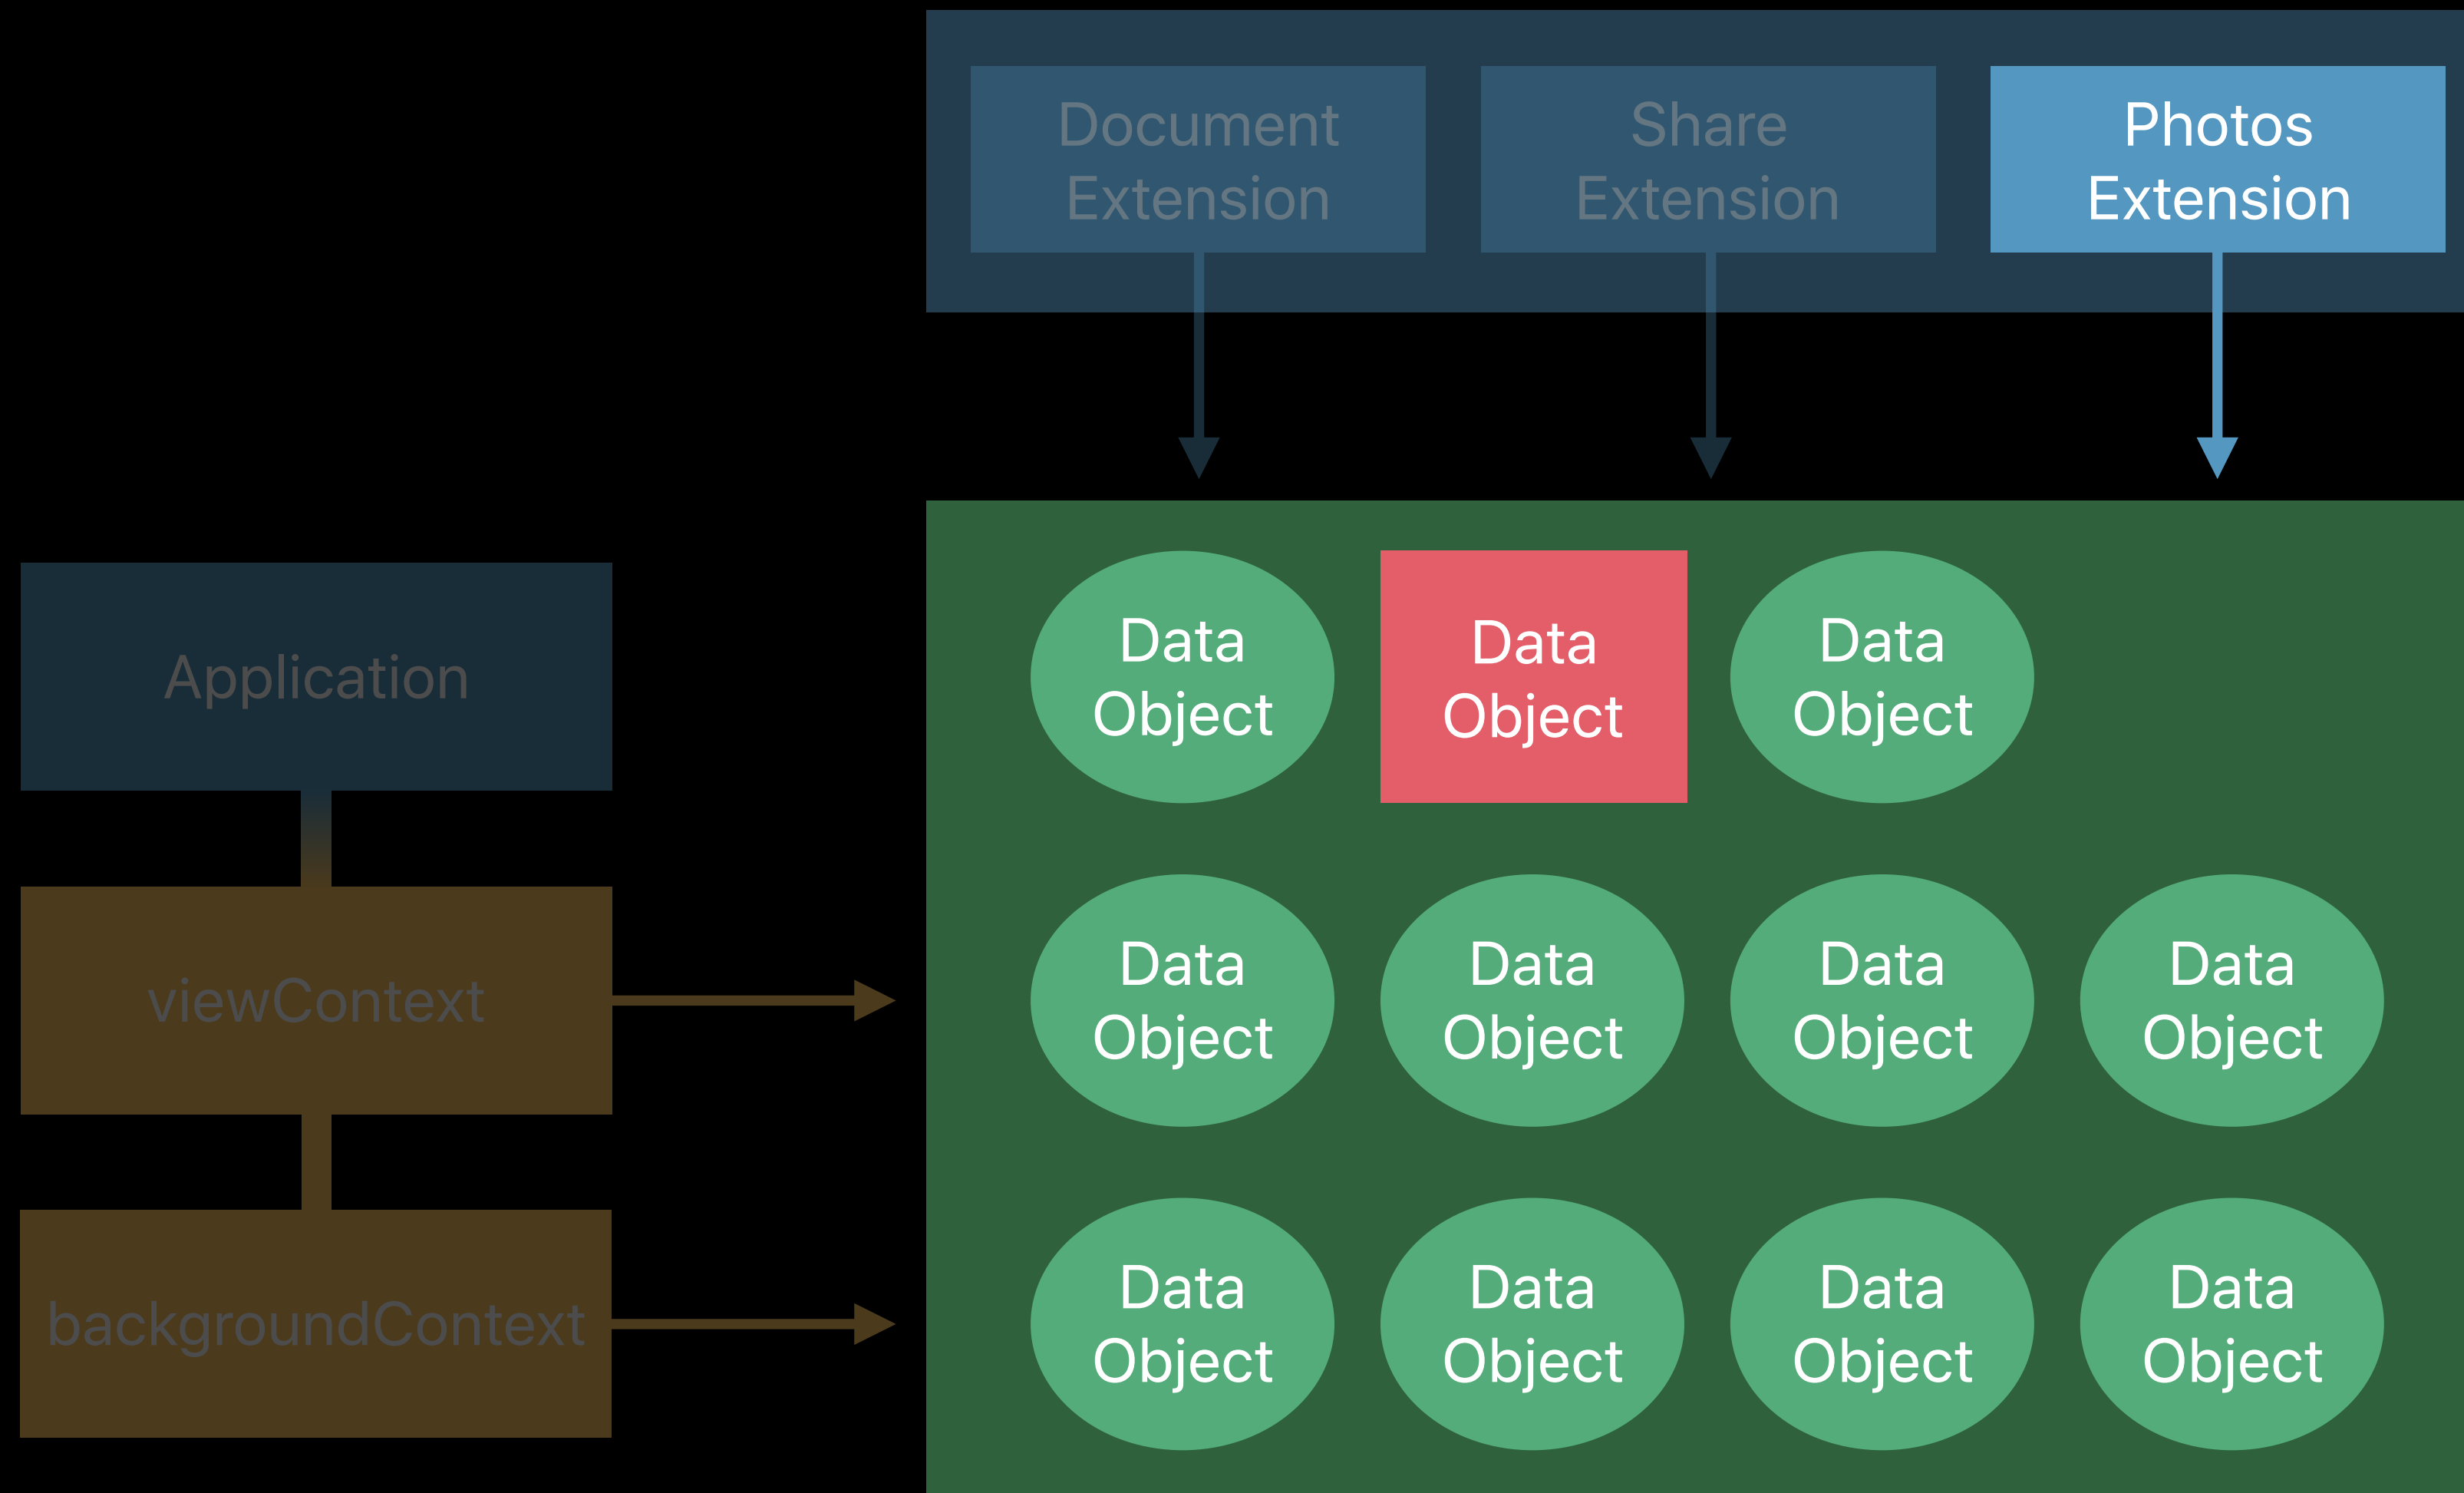 Document
Extension
Share
Extension
Photos
Extension
Application
viewContext
backgroundContext
Data
Object
Data
Object
Data
Object
Data
Object
Data
Object
Data
Object
Data
Object
Data
Object
Data
Object
Data
Object
Data
Object